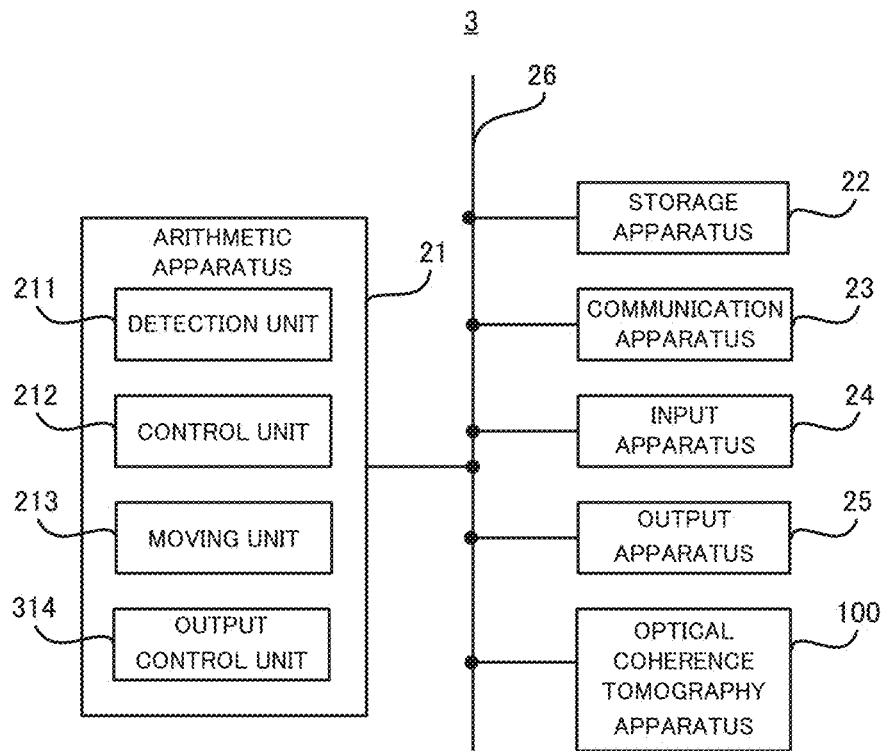 3
26
ARITHMETIC
APPARATUS
21
211
DETECTION UNIT
212
CONTROL UNIT
213
MOVING UNIT
314
OUTPUT
CONTROL UNIT
STORAGE
APPARATUS
22
COMMUNICATION
APPARATUS
23
INPUT
APPARATUS
24
OUTPUT
APPARATUS
25
OPTICAL
COHERENCE
TOMOGRAPHY
APPARATUS
100